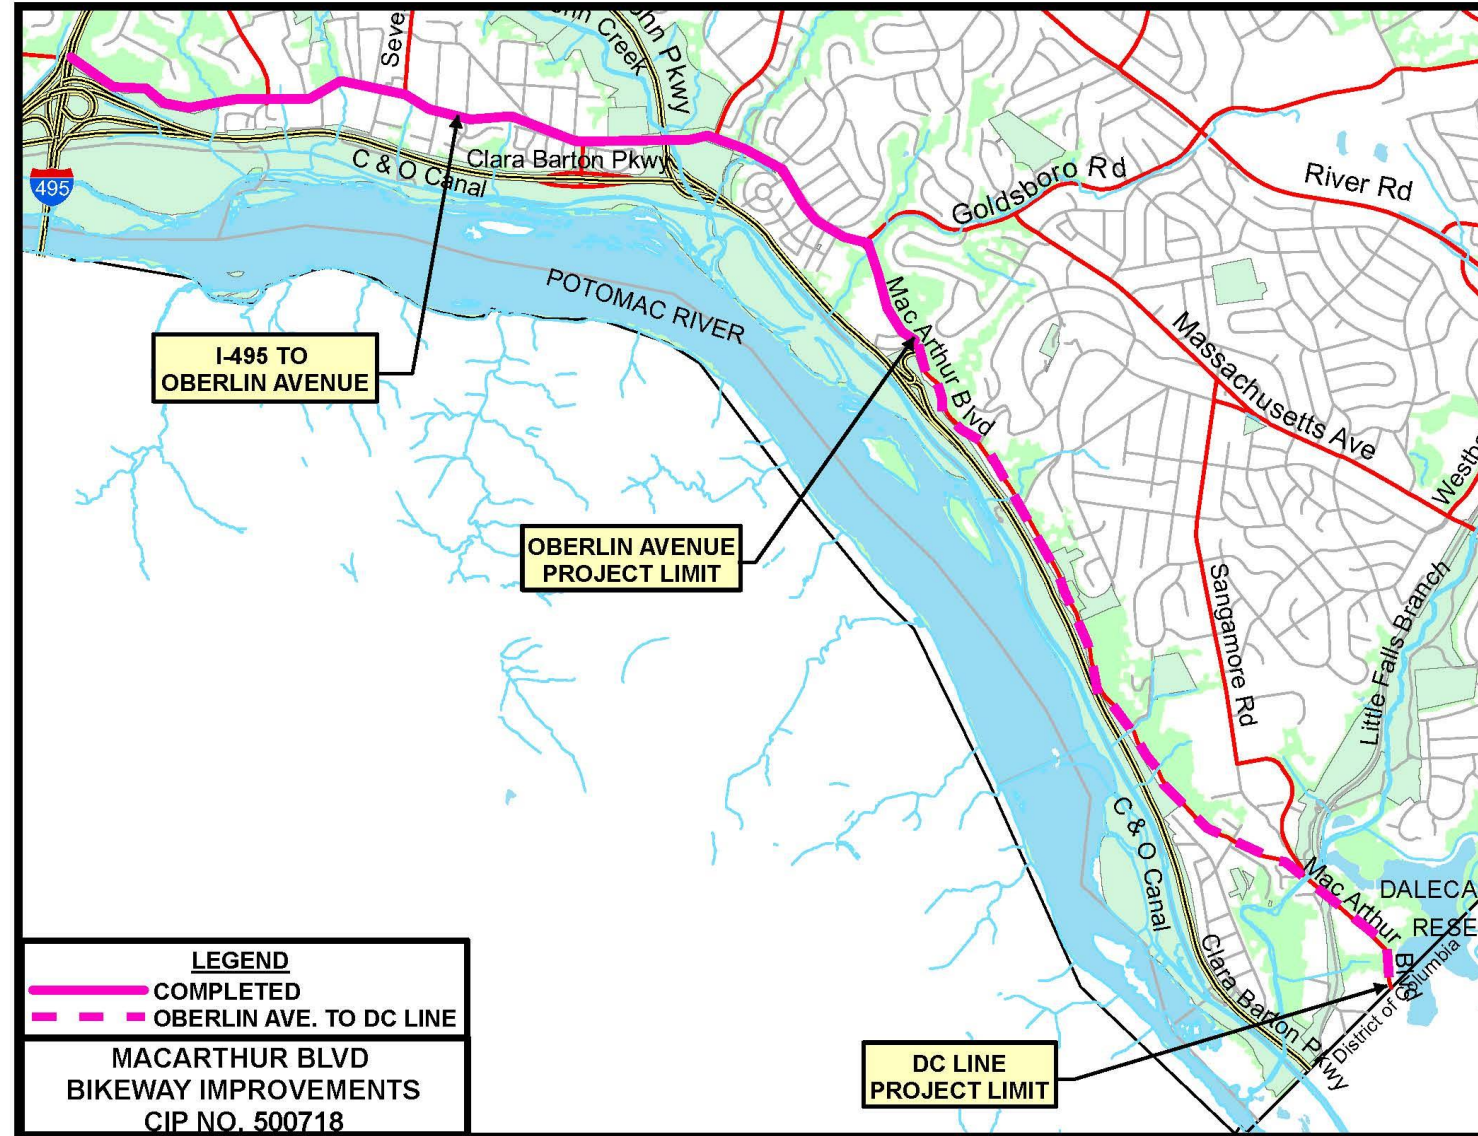 Seve
Creek
Pkwy
Clara Barton Pkwy
C & O Canal
495
Goldsboro Rd
River Rd
POTOMAC RIVER
Mac Arthur Blvd
Massachusetts Ave
I-495 TO
OBERLIN AVENUE
OBERLIN AVENUE
PROJECT LIMIT
Sangamore Rd
Little Falls Branch
C & O Canal
Mac Arthur Blvd
DALECA
RESE
District of Columbia
Clara Barton Pkwy
DC LINE
PROJECT LIMIT
LEGEND
COMPLETED
OBERLIN AVE. TO DC LINE
MACARTHUR BLVD
BIKEWAY IMPROVEMENTS
CIP NO. 500718